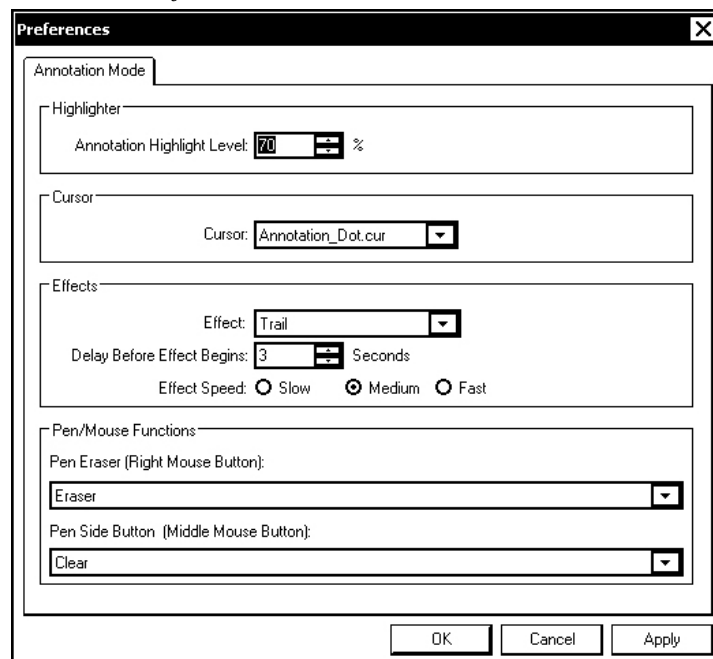 Preferences
Annotation Mode
Highlighter
Annotation Highlight Level: 70 %
Cursor
Cursor: Annotation_Dot.cur
Effects
Effect: Trail
Delay Before Effect Begins: 3 Seconds
Effect Speed: Slow Medium Fast
Pen/Mouse Functions
Pen Eraser (Right Mouse Button):
Eraser
Pen Side Button (Middle Mouse Button):
Clear
OK Cancel Apply